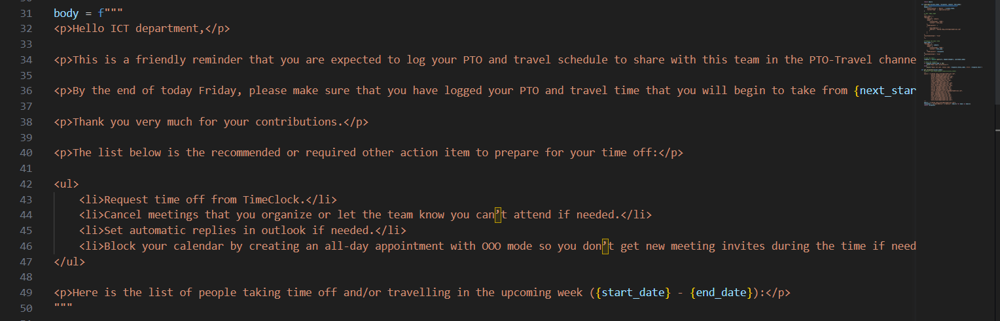 31 body = f"""
32 <p>Hello ICT department,</p>
33
34 <p>This is a friendly reminder that you are expected to log your PTO and travel schedule to share with this team in the PTO-Travel channe
35
36 <p>By the end of today Friday, please make sure that you have logged your PTO and travel time that you will begin to take from {next_star
37
38 <p>Thank you very much for your contributions.</p>
39
40 <p>The list below is the recommended or required other action item to prepare for your time off:</p>
41
42 <ul>
43 <li>Request time off from TimeClock.</li>
44 <li>Cancel meetings that you organize or let the team know you can’t attend if needed.</li>
45 <li>Set automatic replies in outlook if needed.</li>
46 <li>Block your calendar by creating an all-day appointment with OOO mode so you don’t get new meeting invites during the time if need
47 </ul>
48
49 <p>Here is the list of people taking time off and/or travelling in the upcoming week ({start_date} - {end_date}):</p>
50 """